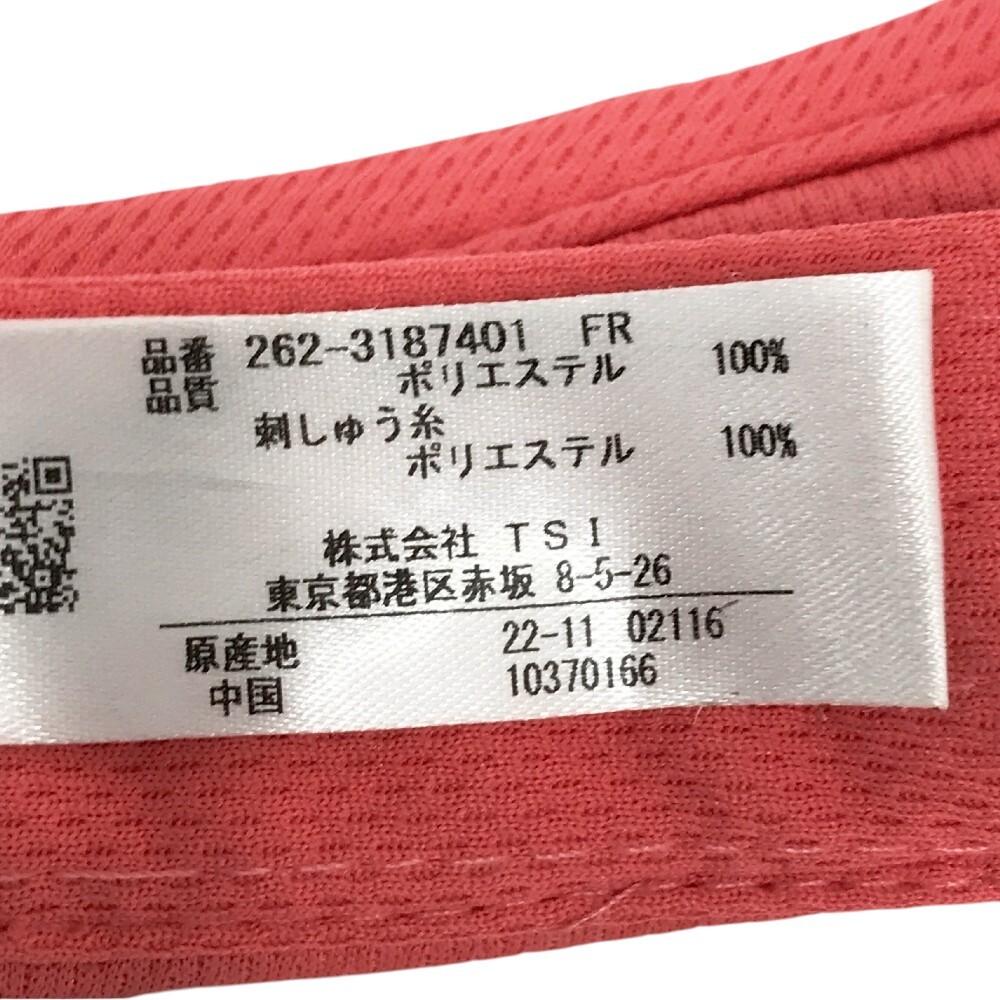 品番 262-3187401 FR
品質 ポリエステル 100%
刺しゅう糸
ポリエステル 100%
株式会社 TSI
東京都港区赤坂 8-5-26
原産地 22-11 02116
中国 10370166